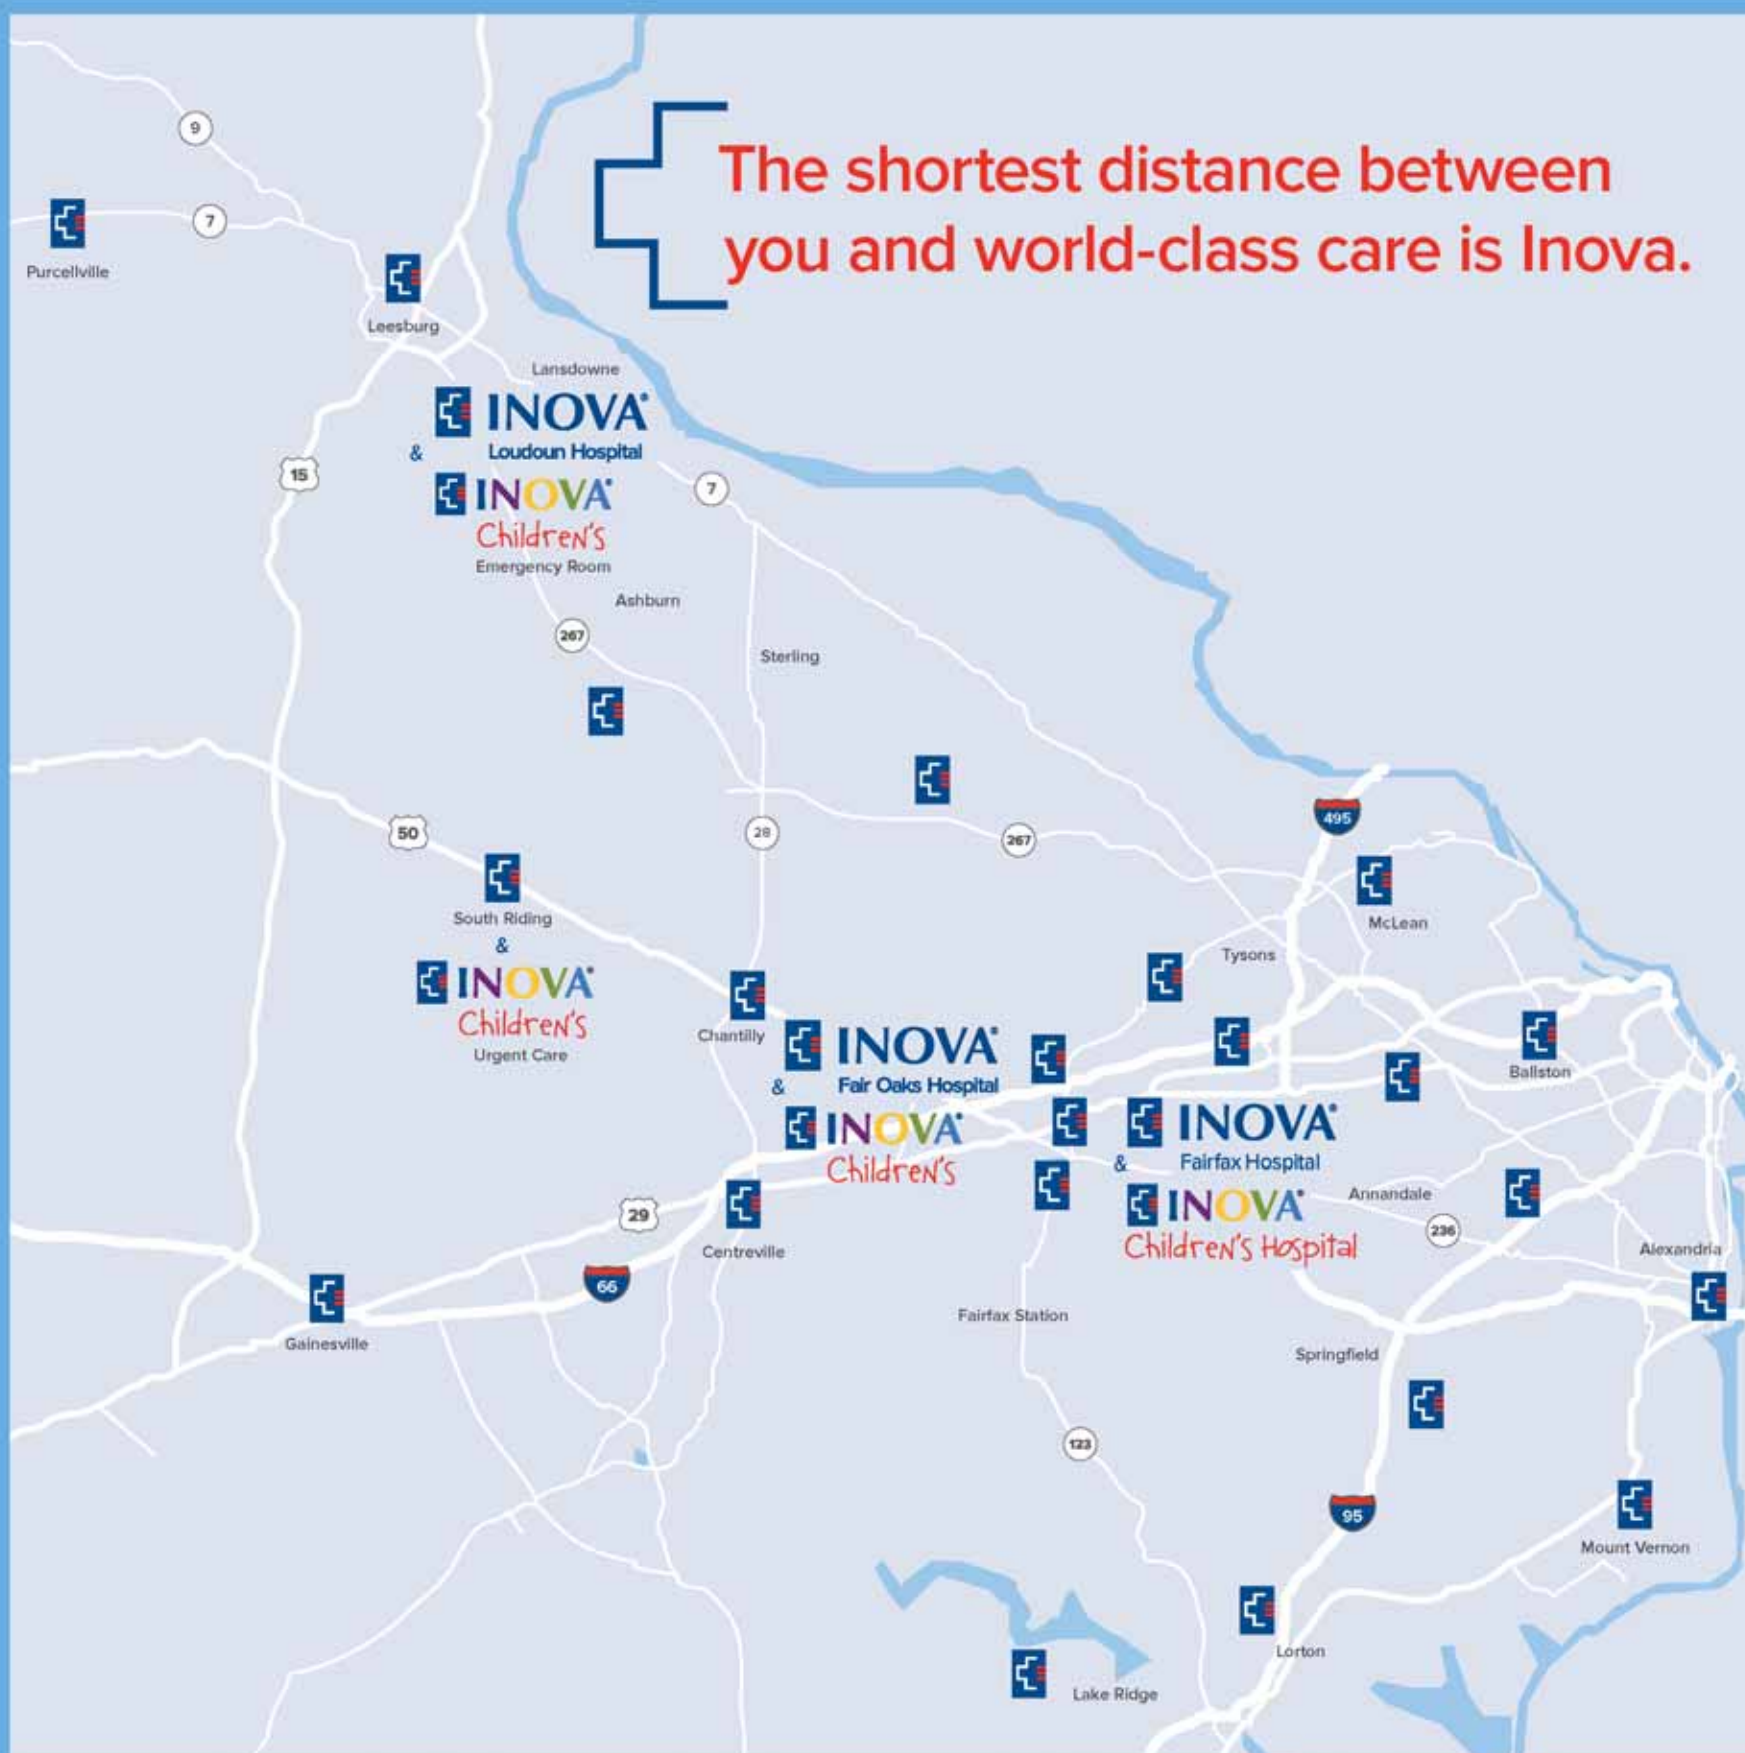 The shortest distance between
you and world-class care is Inova.
9
7
Purcellville
Leesburg
Lansdowne
INOVA®
& Loudoun Hospital
INOVA®
Children's
Emergency Room
15
7
Ashburn
267
Sterling
50
28
267
495
South Riding
&
INOVA®
Children's
Urgent Care
McLean
Tysons
Chantilly
INOVA®
& Fair Oaks Hospital
INOVA®
Children's
Ballston
INOVA®
& Fairfax Hospital
INOVA®
Children's Hospital
Annandale
236
Alexandria
29
Centreville
66
Gainesville
Fairfax Station
Springfield
123
95
Mount Vernon
Lorton
Lake Ridge